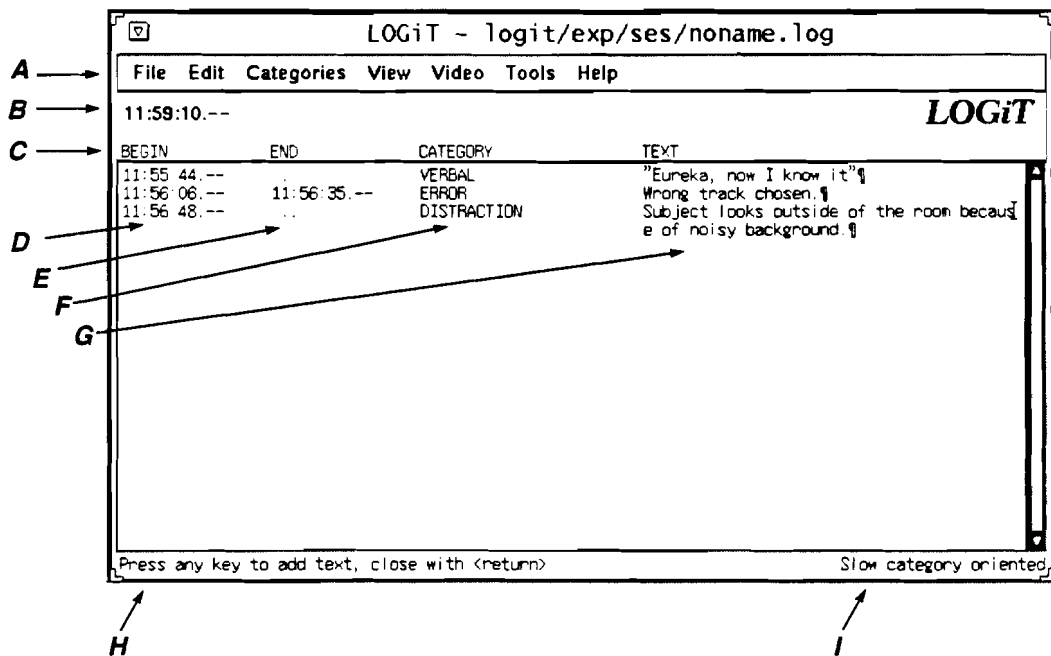 LOGiT ~ logit/exp/ses/noname.log
A File Edit Categories View Video Tools Help
B 11:59:10.-- LOGiT
C BEGIN END CATEGORY TEXT
11:55 44.-- . VERBAL "Eureka, now I know it"¶
11:56 06.-- 11:56:35.-- ERROR Wrong track chosen.¶
11:56 48.-- .. DISTRACTION Subject looks outside of the room becaus
e of noisy background.¶
D
E
F
G
Press any key to add text, close with <return> Slow category oriented
H I